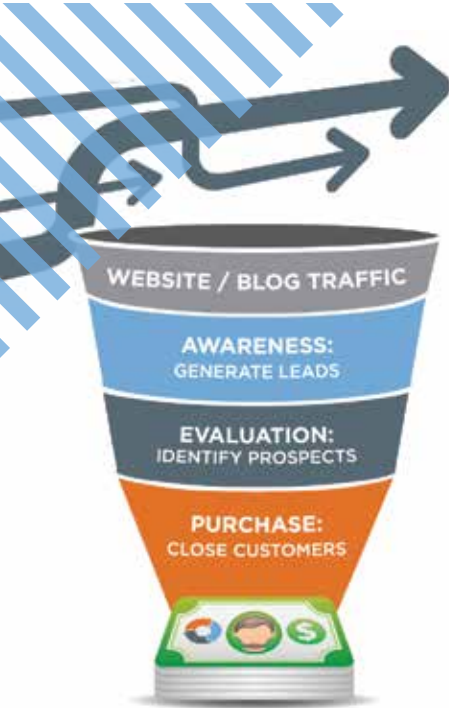 WEBSITE / BLOG TRAFFIC
AWARENESS:
GENERATE LEADS
EVALUATION:
IDENTIFY PROSPECTS
PURCHASE:
CLOSE CUSTOMERS
$